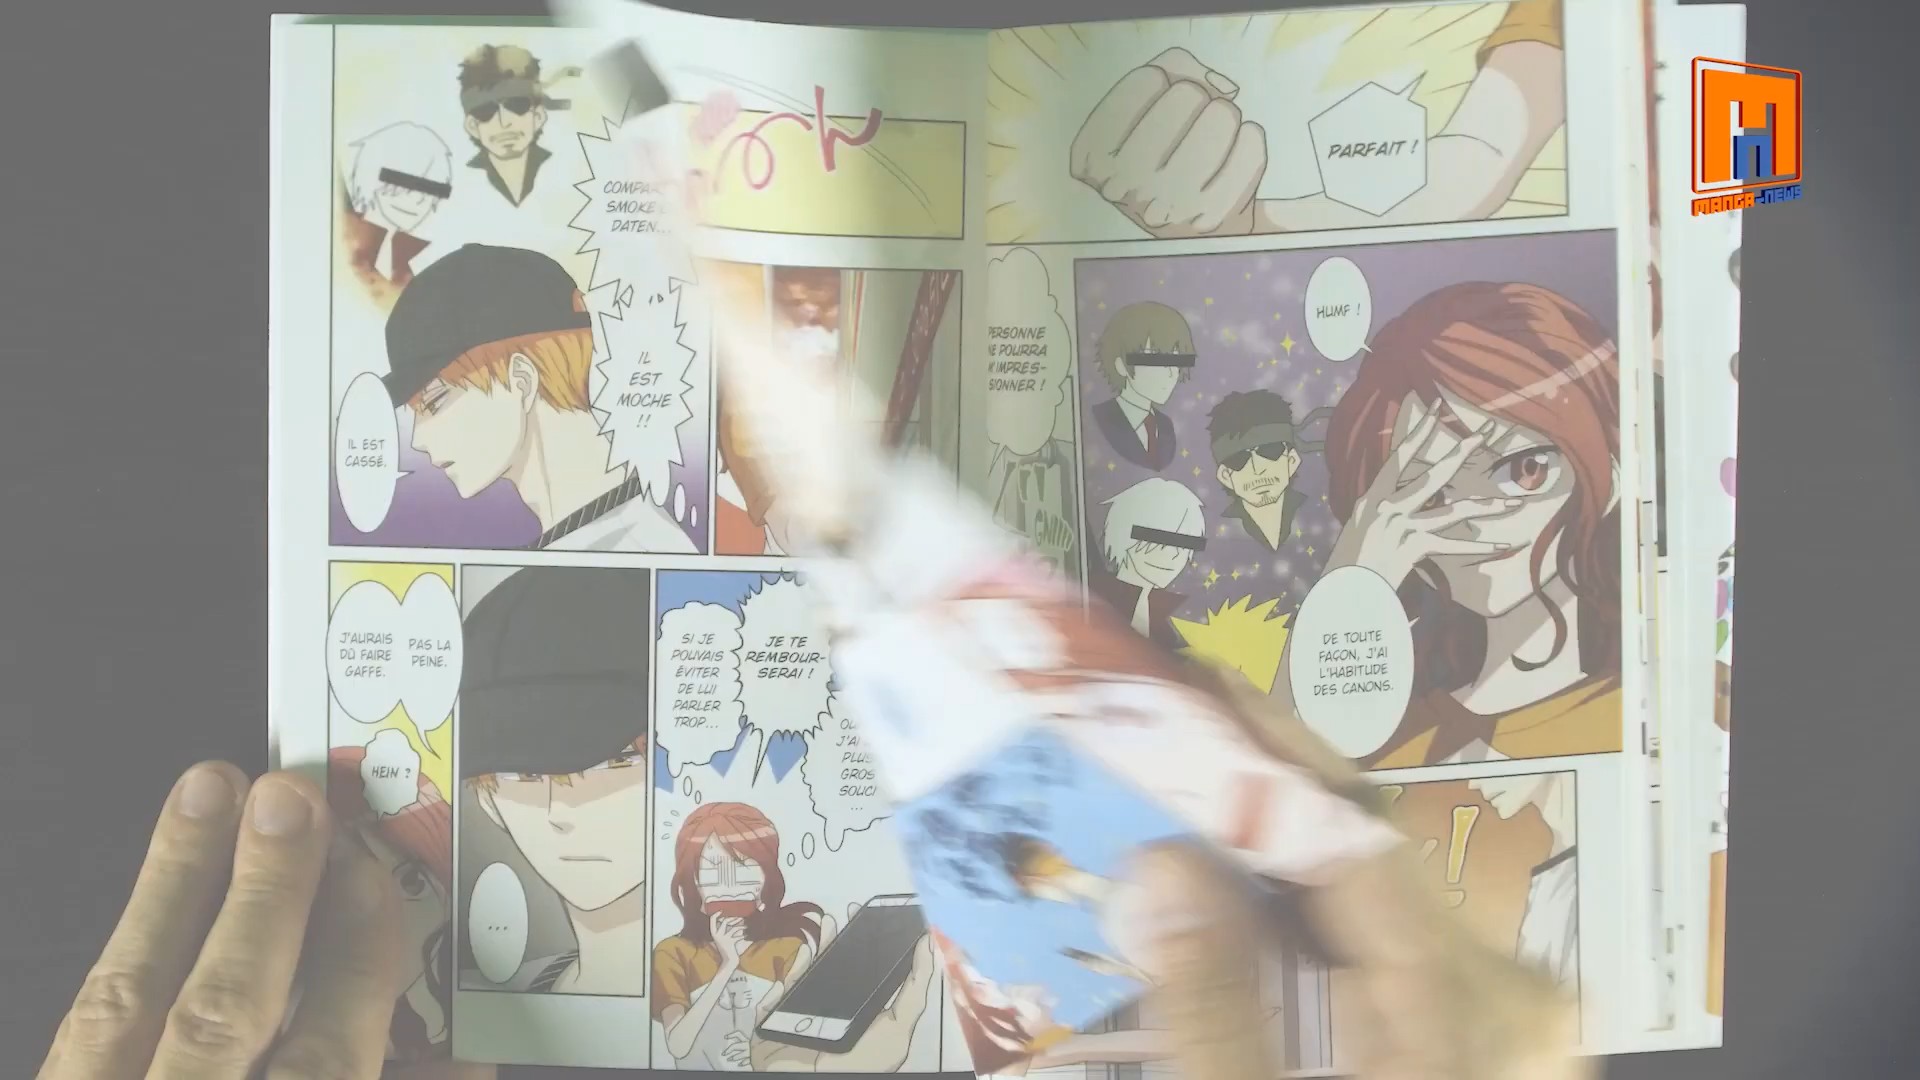 COMPAR
SMOKE
DATEN...
IL
EST
MOCHE
!!
IL EST
CASSÉ.
J'AURAIS
DÛ FAIRE
GAFFE.
PAS LA
PEINE.
HEIN ?
...
SI JE
POUVAIS
ÉVITER
DE LUI
PARLER
TROP...
JE TE
REMBOUR-
SERAI !
J'AI
PLUS
GROS
SOUCI
...
PARFAIT !
PERSONNE
NE POURRA
M'IMPRES-
SIONNER !
HUMF !
DE TOUTE
FAÇON, J'AI
L'HABITUDE
DES CANONS.
MANGA-NEWS